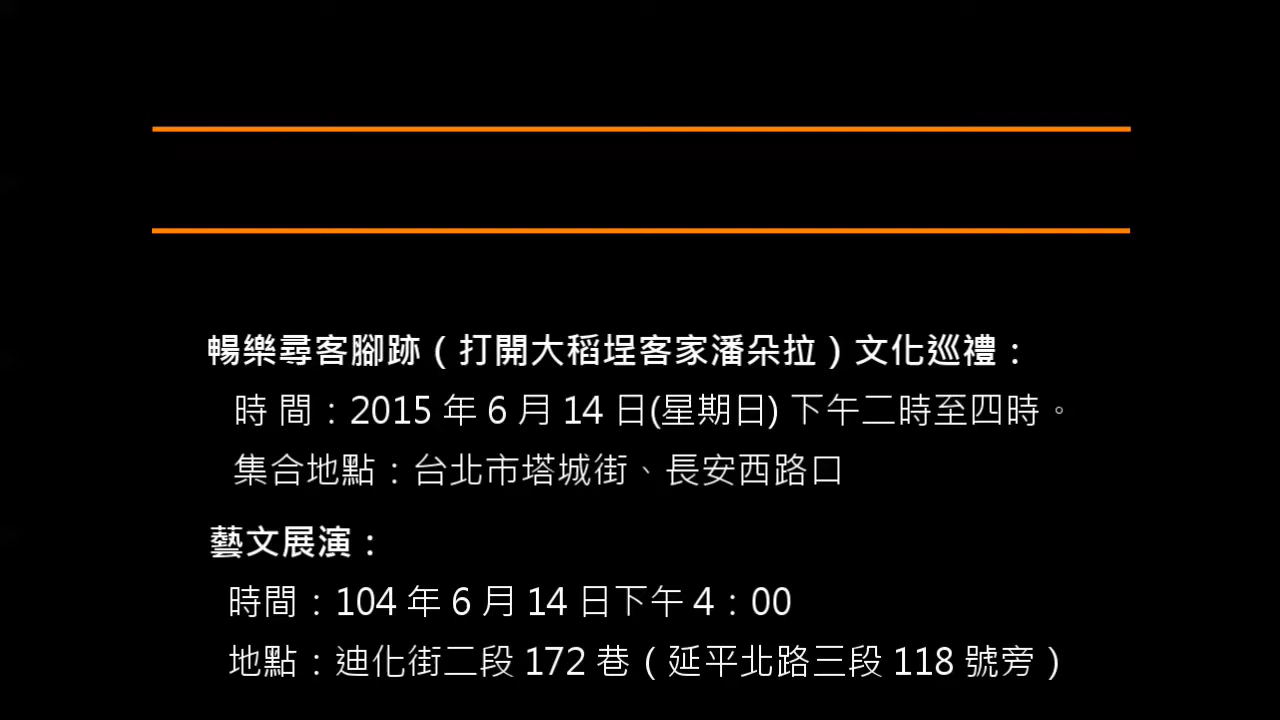 暢樂尋客腳跡（打開大稻埕客家潘朵拉）文化巡禮：
時 間：2015 年 6 月 14 日(星期日) 下午二時至四時。
集合地點：台北市塔城街、長安西路口
藝文展演：
時間：104 年 6 月 14 日下午 4：00
地點：迪化街二段 172 巷（延平北路三段 118 號旁）